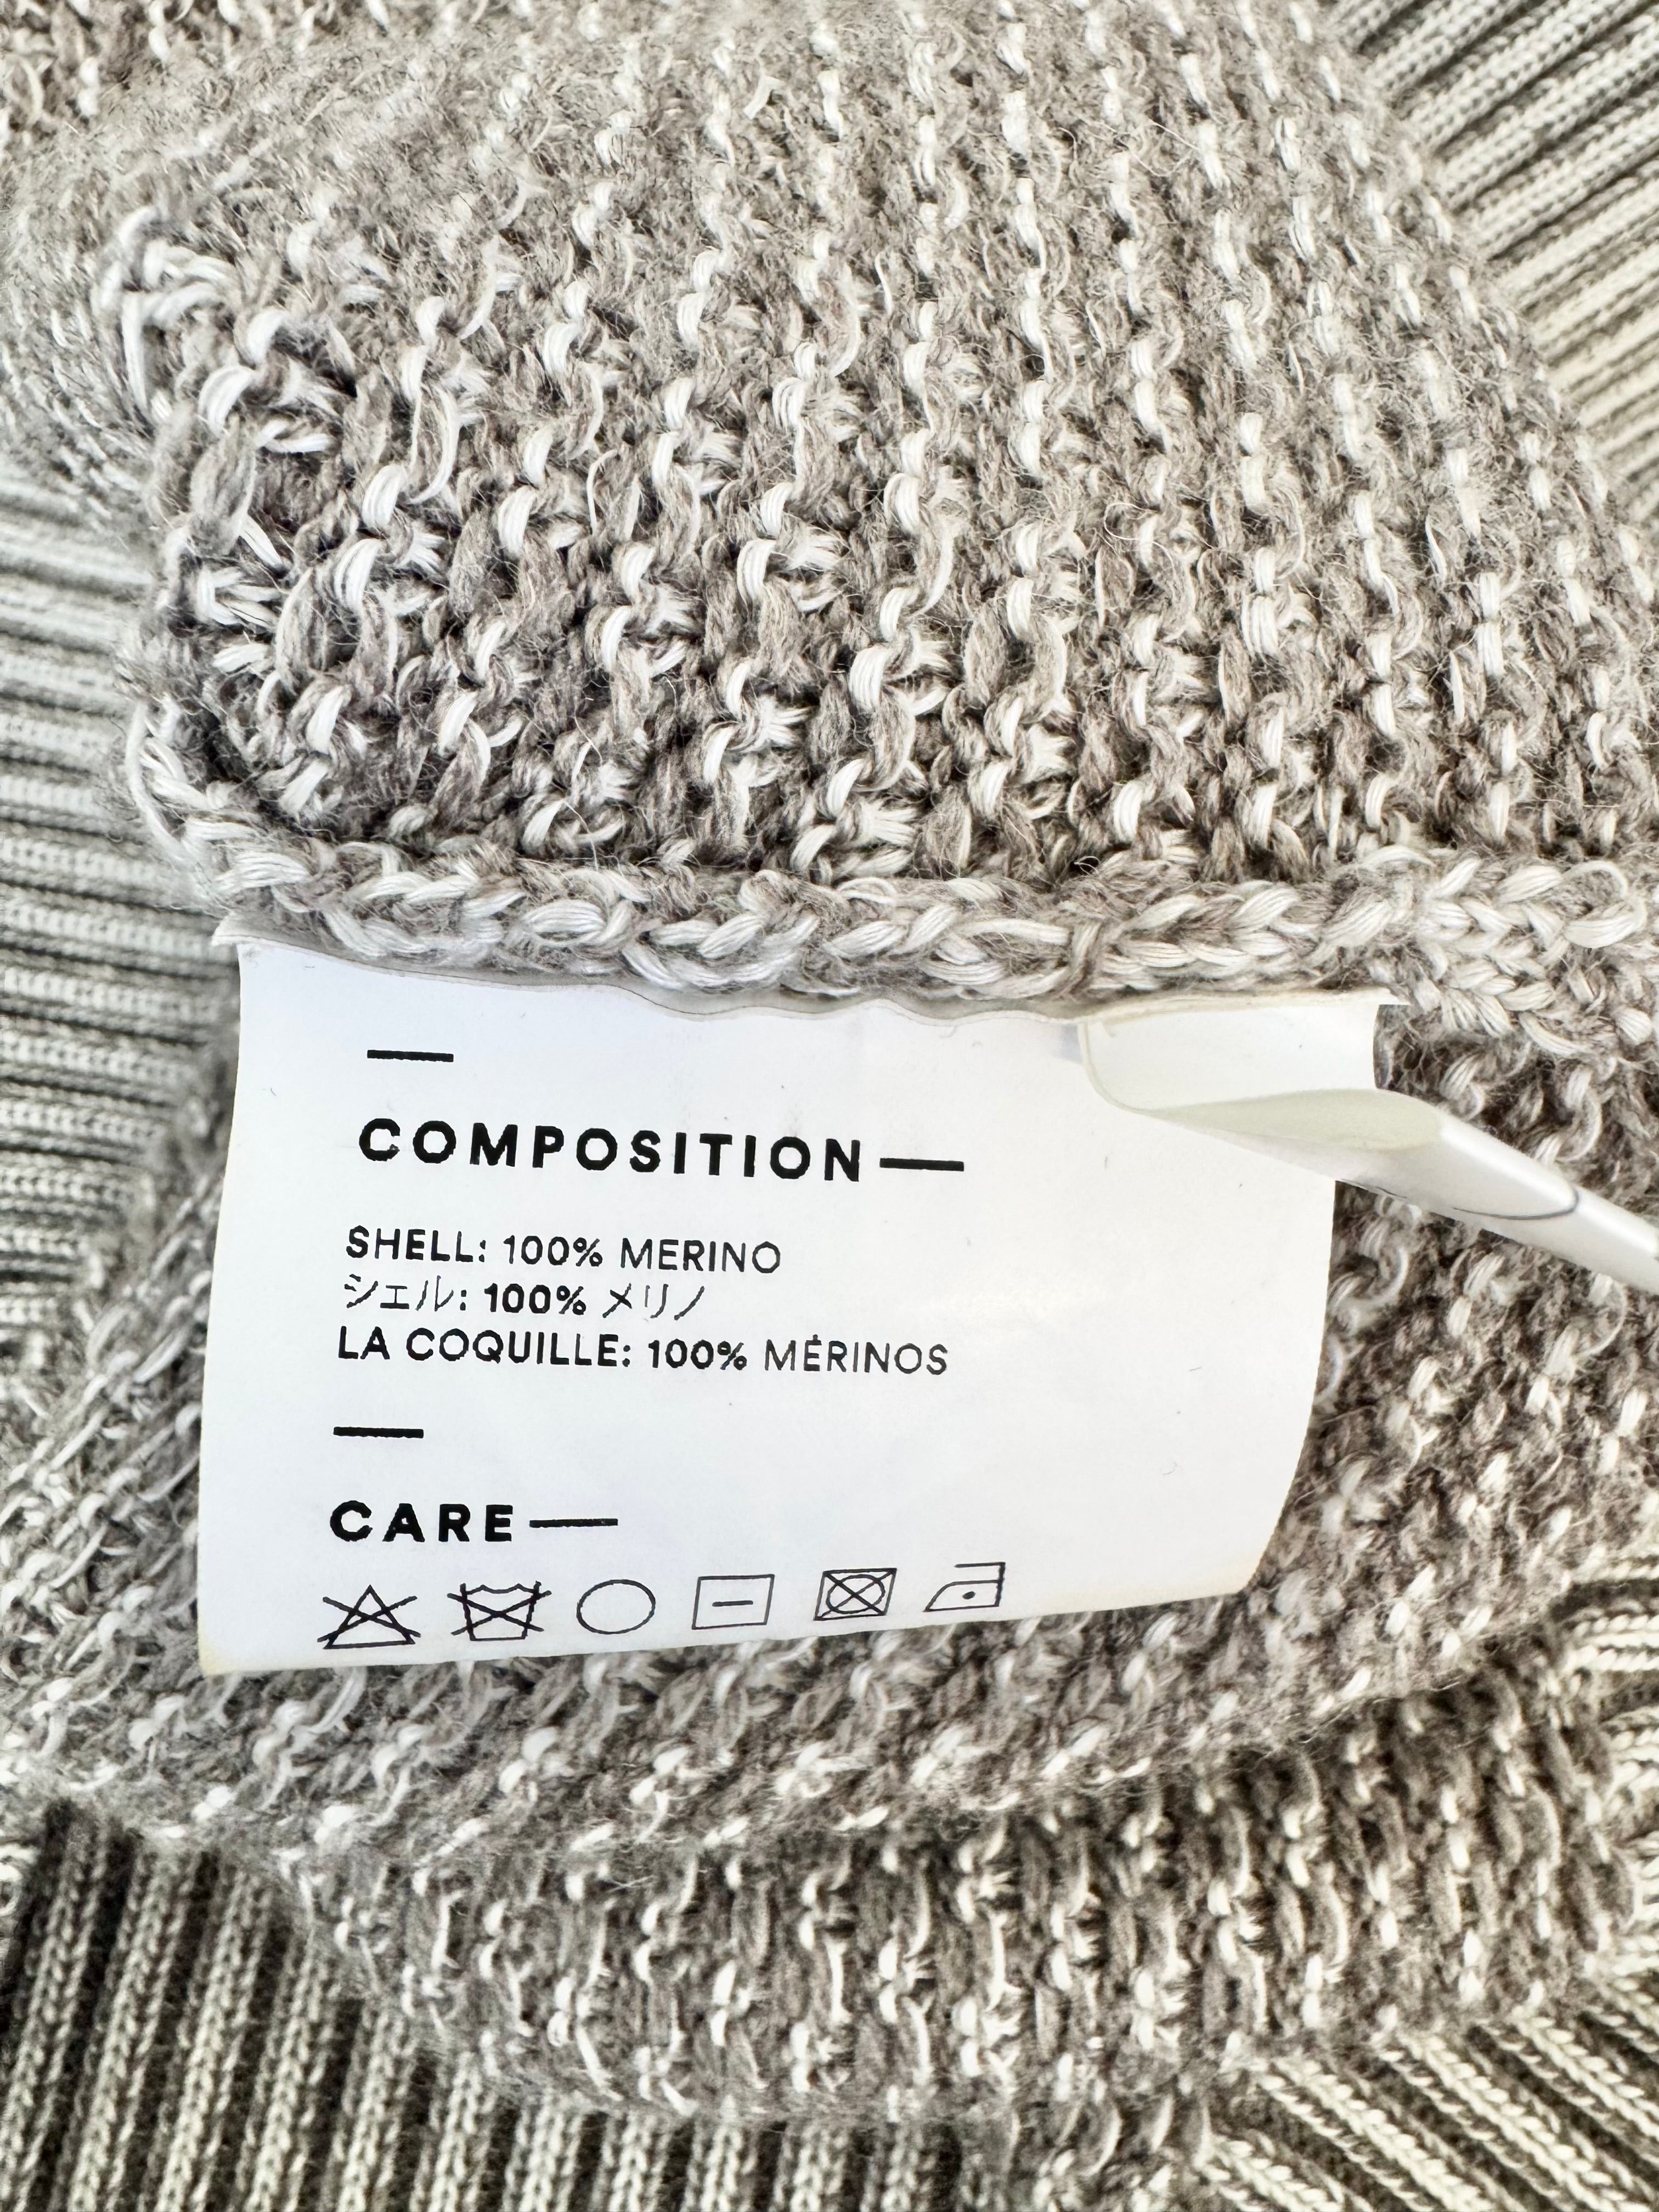 —
COMPOSITION—
SHELL: 100% MERINO
シェル: 100% メリノ
LA COQUILLE: 100% MÉRINOS
—
CARE—